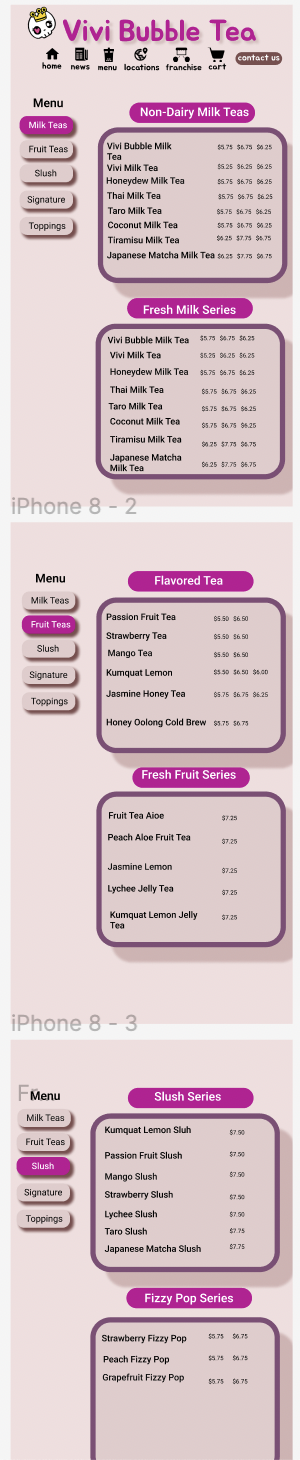 Vivi Bubble Tea
home news menu locations franchise cart contact us
Menu
Milk Teas
Fruit Teas
Slush
Signature
Toppings
Non-Dairy Milk Teas
Vivi Bubble Milk $5.75 $6.75 $6.25
Tea
Vivi Milk Tea $5.25 $6.25 $6.25
Honeydew Milk Tea $5.75 $6.75 $6.25
Thai Milk Tea $5.75 $6.75 $6.25
Taro Milk Tea $5.75 $6.75 $6.25
Coconut Milk Tea $5.75 $6.75 $6.25
Tiramisu Milk Tea $6.25 $7.75 $6.75
Japanese Matcha Milk Tea $6.25 $7.75 $6.75
Fresh Milk Series
Vivi Bubble Milk Tea $5.75 $6.75 $6.25
Vivi Milk Tea $5.25 $6.25 $6.25
Honeydew Milk Tea $5.75 $6.75 $6.25
Thai Milk Tea $5.75 $6.75 $6.25
Taro Milk Tea $5.75 $6.75 $6.25
Coconut Milk Tea $5.75 $6.75 $6.25
Tiramisu Milk Tea $6.25 $7.75 $6.75
Japanese Matcha $6.25 $7.75 $6.75
Milk Tea
iPhone 8 - 2
Menu
Milk Teas
Fruit Teas
Slush
Signature
Toppings
Flavored Tea
Passion Fruit Tea $5.50 $6.50
Strawberry Tea $5.50 $6.50
Mango Tea $5.50 $6.50
Kumquat Lemon $5.50 $6.50 $6.00
Jasmine Honey Tea $5.75 $6.75 $6.25
Honey Oolong Cold Brew $5.75 $6.75
Fresh Fruit Series
Fruit Tea Aioe $7.25
Peach Aloe Fruit Tea $7.25
Jasmine Lemon $7.25
Lychee Jelly Tea $7.25
Kumquat Lemon Jelly $7.25
Tea
iPhone 8 - 3
Menu
Milk Teas
Fruit Teas
Slush
Signature
Toppings
Slush Series
Kumquat Lemon Sluh $7.50
Passion Fruit Slush $7.50
Mango Slush $7.50
Strawberry Slush $7.50
Lychee Slush $7.50
Taro Slush $7.75
Japanese Matcha Slush $7.75
Fizzy Pop Series
Strawberry Fizzy Pop $5.75 $6.75
Peach Fizzy Pop $5.75 $6.75
Grapefruit Fizzy Pop $5.75 $6.75